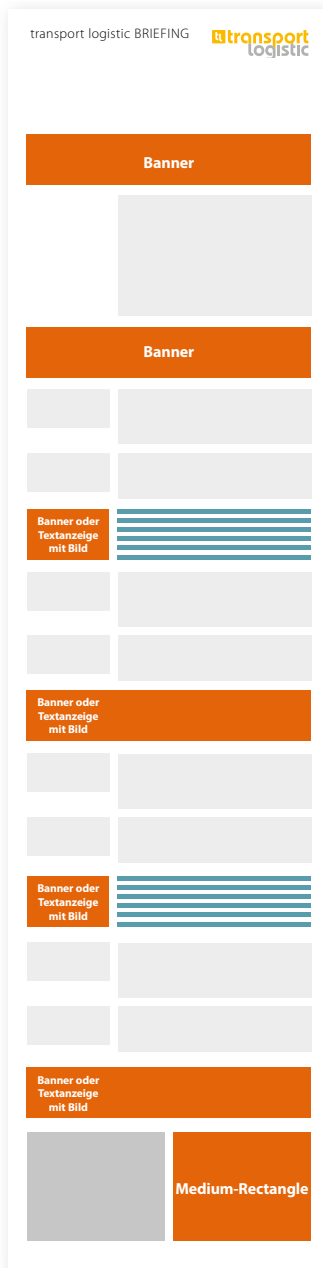 transport logistic BRIEFING
transport
logistic
Banner
Banner
Banner oder
Textanzeige
mit Bild
Banner oder
Textanzeige
mit Bild
Banner oder
Textanzeige
mit Bild
Banner oder
Textanzeige
mit Bild
Medium-Rectangle